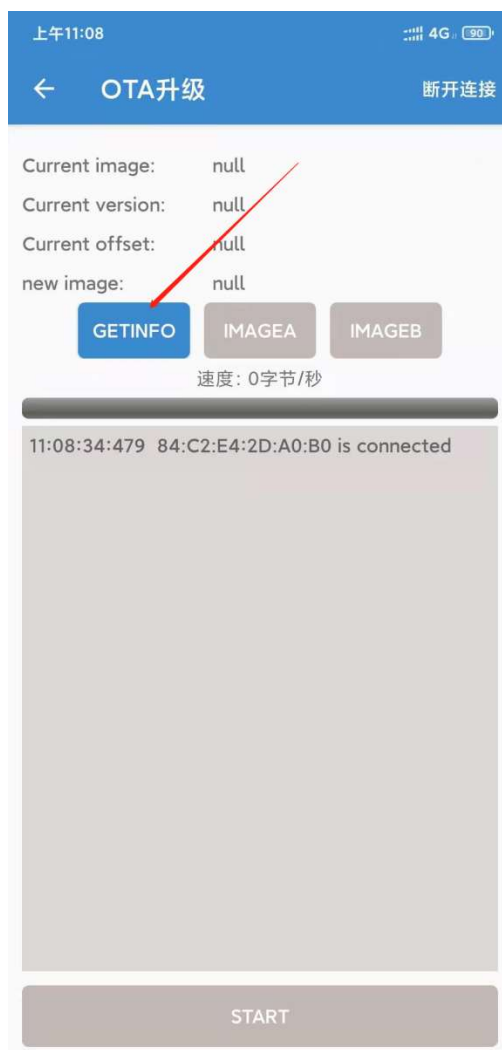 上午11:08 4G 90
← OTA升级 断开连接
Current image: null
Current version: null
Current offset: null
new image: null
GETINFO IMAGEA IMAGEB
速度：0字节/秒
11:08:34:479 84:C2:E4:2D:A0:B0 is connected
START